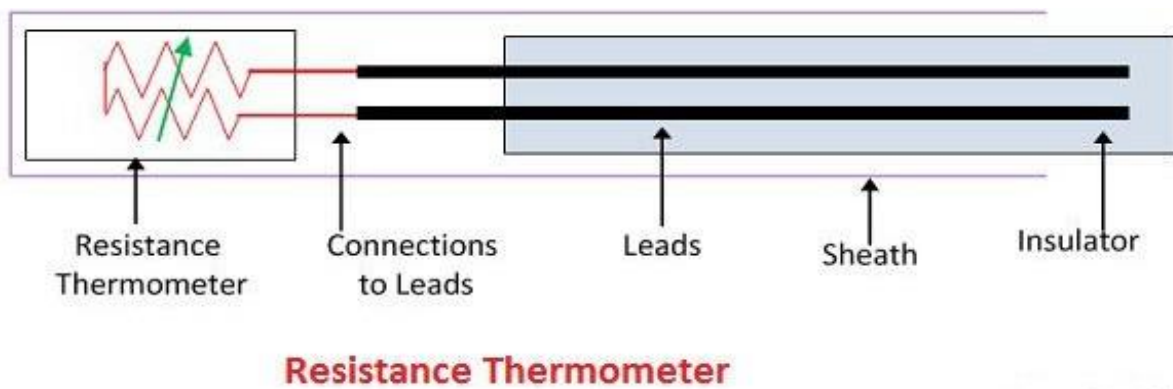 Resistance
Thermometer
Connections
to Leads
Leads
Sheath
Insulator
Resistance Thermometer